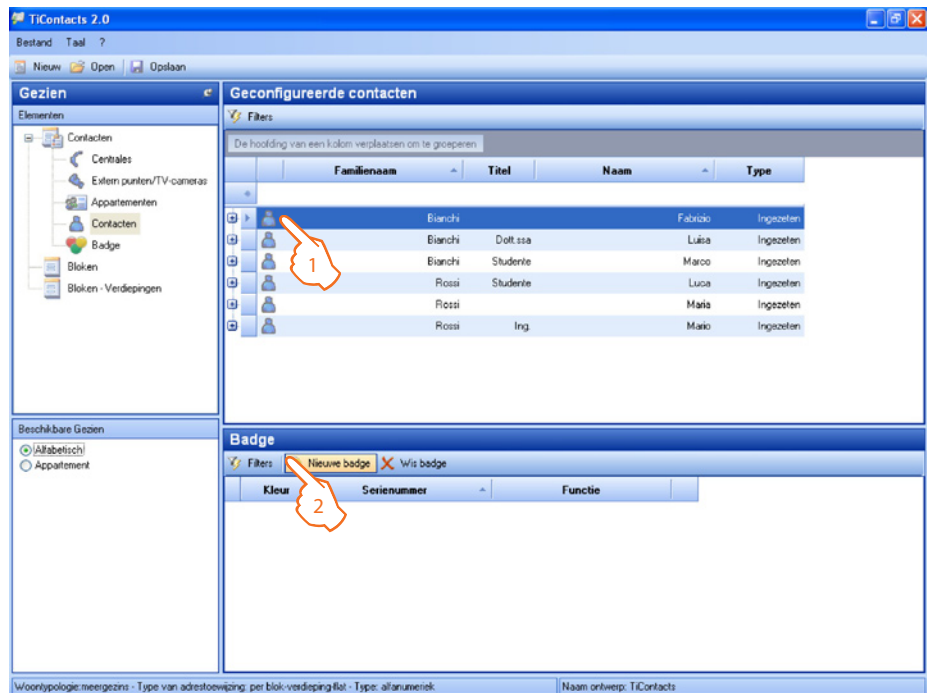 TiContacts 2.0
Bestand Taal ?
Nieuw Open Opslaan
Gezien
Elementen
Contacten
Centrales
Extern punten/TV-cameras
Appartementen
Contacten
Badge
Bloken
Bloken - Verdiepingen
Beschikbare Gezien
Alfabetisch
Appartement
Geconfigureerde contacten
Filters
De hoofding van een kolom verplaatsen om te groeperen
Familienaam Titel Naam Type
Bianchi Fabrizio Ingezeten
Bianchi Dott.ssa Luisa Ingezeten
Bianchi Studente Marco Ingezeten
Rossi Studente Luca Ingezeten
Rossi Maria Ingezeten
Rossi Ing. Mario Ingezeten
1
Badge
Filters Nieuwe badge Wis badge
Kleur Serienummer Functie
2
Woontypologie:meergezins - Type van adrestoewijzing: per blok-verdieping-flat - Type: alfanumeriek
Naam ontwerp: TiContacts